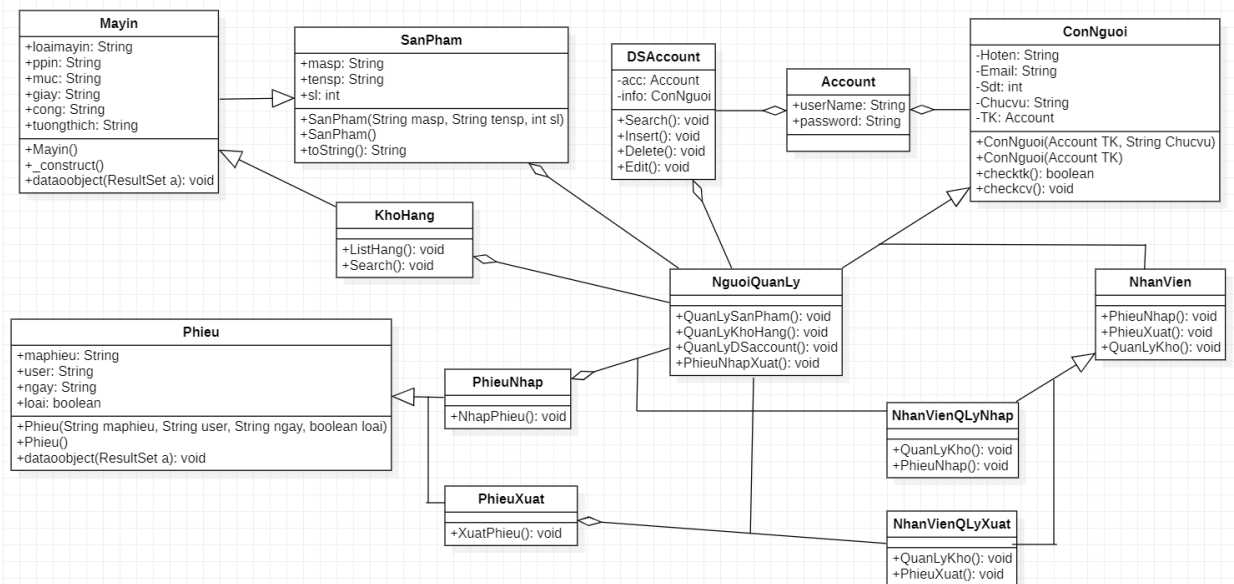 Mayin
+loaimayin: String
+ppin: String
+muc: String
+giay: String
+cong: String
+tuongthich: String
+Mayin()
+_construct()
+dataoobject(ResultSet a): void
SanPham
+masp: String
+tensp: String
+sl: int
+SanPham(String masp, String tensp, int sl)
+SanPham()
+toString(): String
DSAccount
-acc: Account
-info: ConNguoi
+Search(): void
+Insert(): void
+Delete(): void
+Edit(): void
Account
+userName: String
+password: String
ConNguoi
-Hoten: String
-Email: String
-Sdt: int
-Chucvu: String
-TK: Account
+ConNguoi(Account TK, String Chucvu)
+ConNguoi(Account TK)
+checktk(): boolean
+checkcv(): void
KhoHang
+ListHang(): void
+Search(): void
NguoiQuanLy
+QuanLySanPham(): void
+QuanLyKhoHang(): void
+QuanLyDSaccount(): void
+PhieuNhapXuat(): void
NhanVien
+PhieuNhap(): void
+PhieuXuat(): void
+QuanLyKho(): void
Phieu
+maphieu: String
+user: String
+ngay: String
+loai: boolean
+Phieu(String maphieu, String user, String ngay, boolean loai)
+Phieu()
+dataoobject(ResultSet a): void
PhieuNhap
+NhapPhieu(): void
NhanVienQLyNhap
+QuanLyKho(): void
+PhieuNhap(): void
PhieuXuat
+XuatPhieu(): void
NhanVienQLyXuat
+QuanLyKho(): void
+PhieuXuat(): void